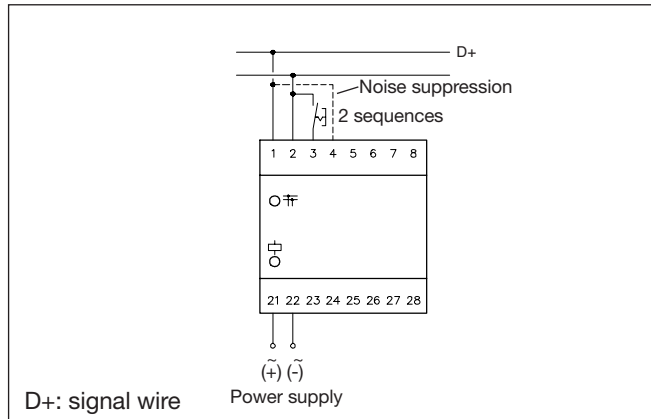 D+
Noise suppression
2 sequences
1 2 3 4 5 6 7 8
21 22 23 24 25 26 27 28
~ ~
(+) (-)
D+: signal wire Power supply